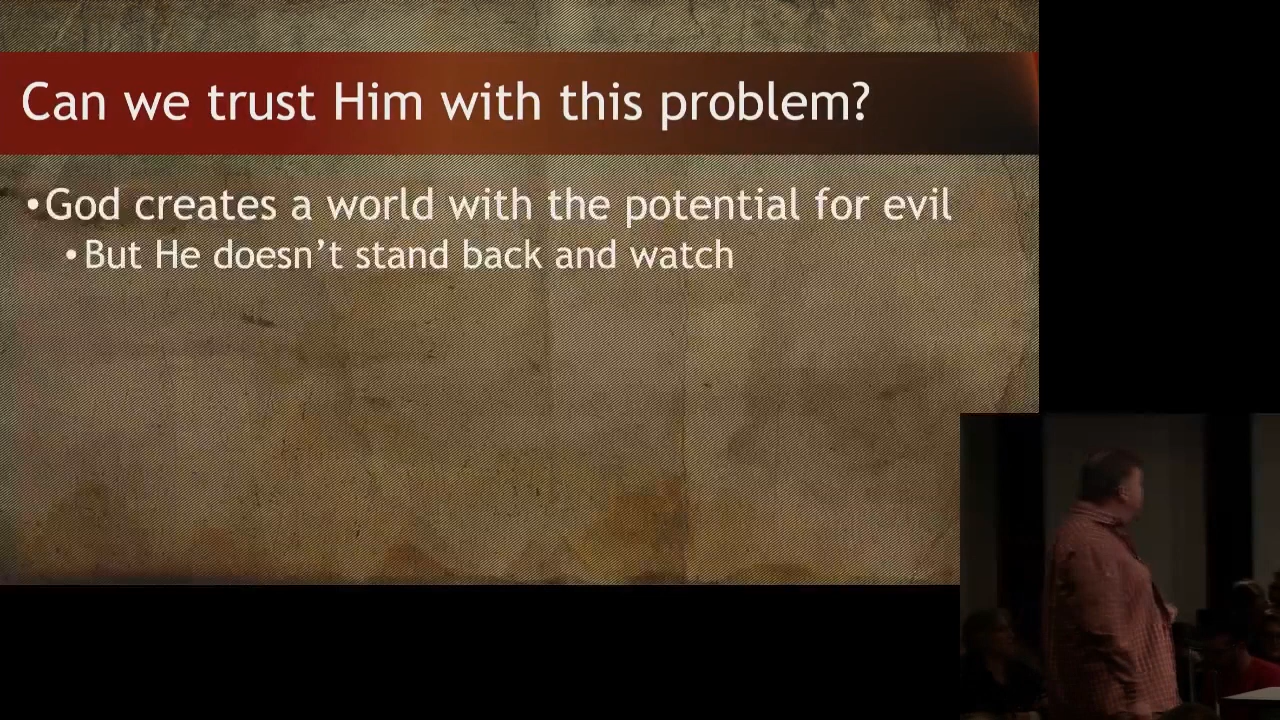 Can we trust Him with this problem?
•God creates a world with the potential for evil
•But He doesn’t stand back and watch